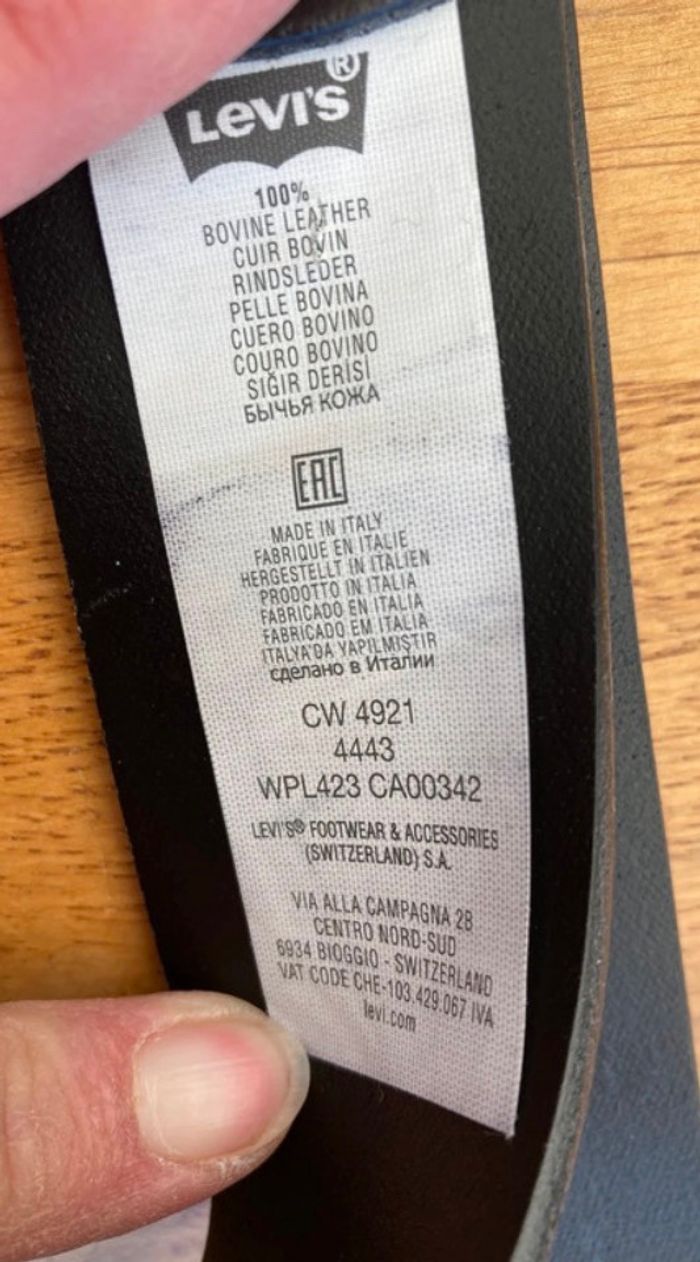 LEVI'S®
100%
BOVINE LEATHER
CUIR BOVIN
RINDSLEDER
PELLE BOVINA
CUERO BOVINO
COURO BOVINO
SIĞIR DERİSİ
БЫЧЬЯ КОЖА
EAC
MADE IN ITALY
FABRIQUE EN ITALIE
HERGESTELLT IN ITALIEN
PRODOTTO IN ITALIA
FABRICADO EN ITALIA
FABRICADO EM ITALIA
ITALYA'DA YAPILMIŞTIR
сделано в Италии
CW 4921
4443
WPL423 CA00342
LEVI'S® FOOTWEAR & ACCESSORIES
(SWITZERLAND) S.A.
VIA ALLA CAMPAGNA 2B
CENTRO NORD-SUD
6934 BIOGGIO - SWITZERLAND
VAT CODE CHE-103.429.067 IVA
levi.com